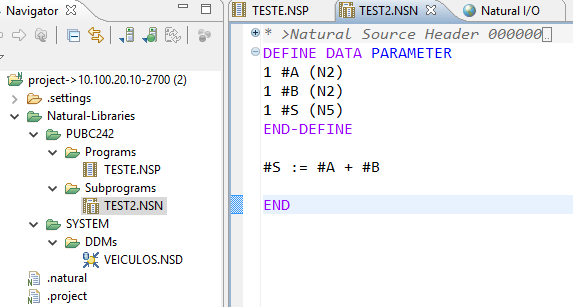 Navigator
project->10.100.20.10-2700 (2)
.settings
Natural-Libraries
PUBC242
Programs
TESTE.NSP
Subprograms
TEST2.NSN
SYSTEM
DDMs
VEICULOS.NSD
.natural
.project
TESTE.NSP TEST2.NSN Natural I/O
* >Natural Source Header 000000
DEFINE DATA PARAMETER
1 #A (N2)
1 #B (N2)
1 #S (N5)
END-DEFINE
#S := #A + #B
END